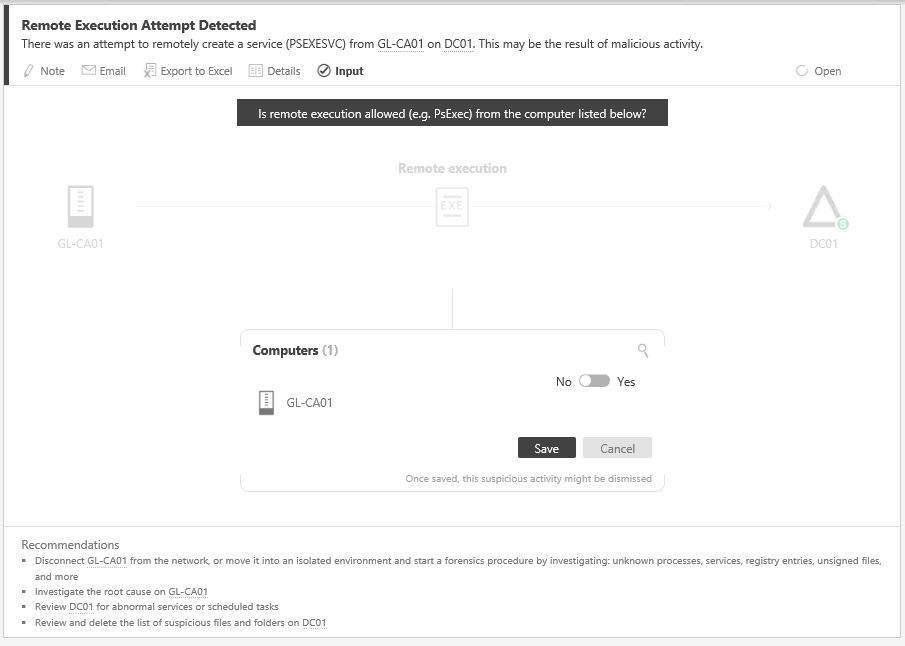 Remote Execution Attempt Detected
There was an attempt to remotely create a service (PSEXESVC) from GL-CA01 on DC01. This may be the result of malicious activity.
Note Email Export to Excel Details Input Open
Is remote execution allowed (e.g. PsExec) from the computer listed below?
Remote execution
EXE
S
GL-CA01 DC01
Computers (1)
No Yes
GL-CA01
Save Cancel
Once saved, this suspicious activity might be dismissed
Recommendations
▪ Disconnect GL-CA01 from the network, or move it into an isolated environment and start a forensics procedure by investigating: unknown processes, services, registry entries, unsigned files,
and more
▪ Investigate the root cause on GL-CA01
▪ Review DC01 for abnormal services or scheduled tasks
▪ Review and delete the list of suspicious files and folders on DC01